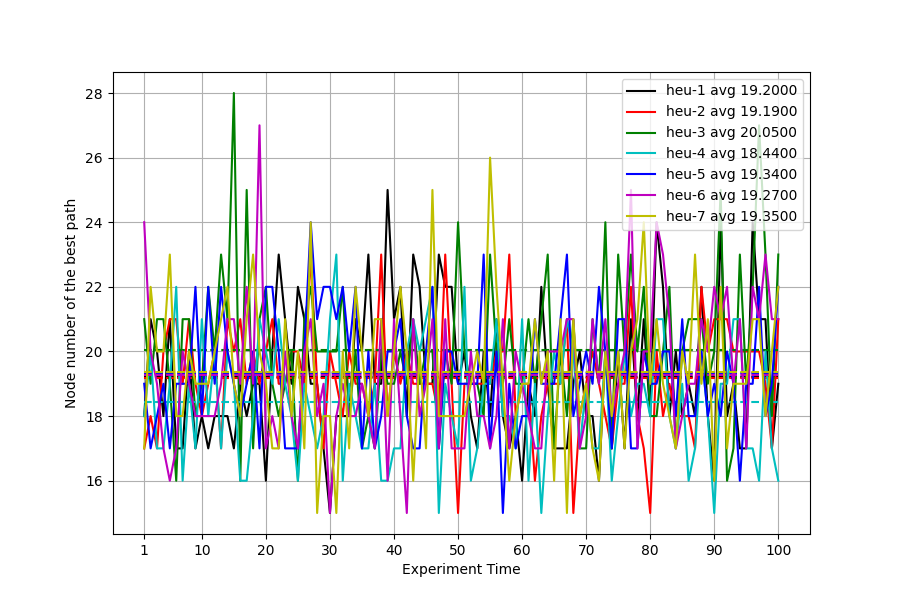 28
26
24
22
20
18
16
Node number of the best path
heu-1 avg 19.2000
heu-2 avg 19.1900
heu-3 avg 20.0500
heu-4 avg 18.4400
heu-5 avg 19.3400
heu-6 avg 19.2700
heu-7 avg 19.3500
1 10 20 30 40 50 60 70 80 90 100
Experiment Time